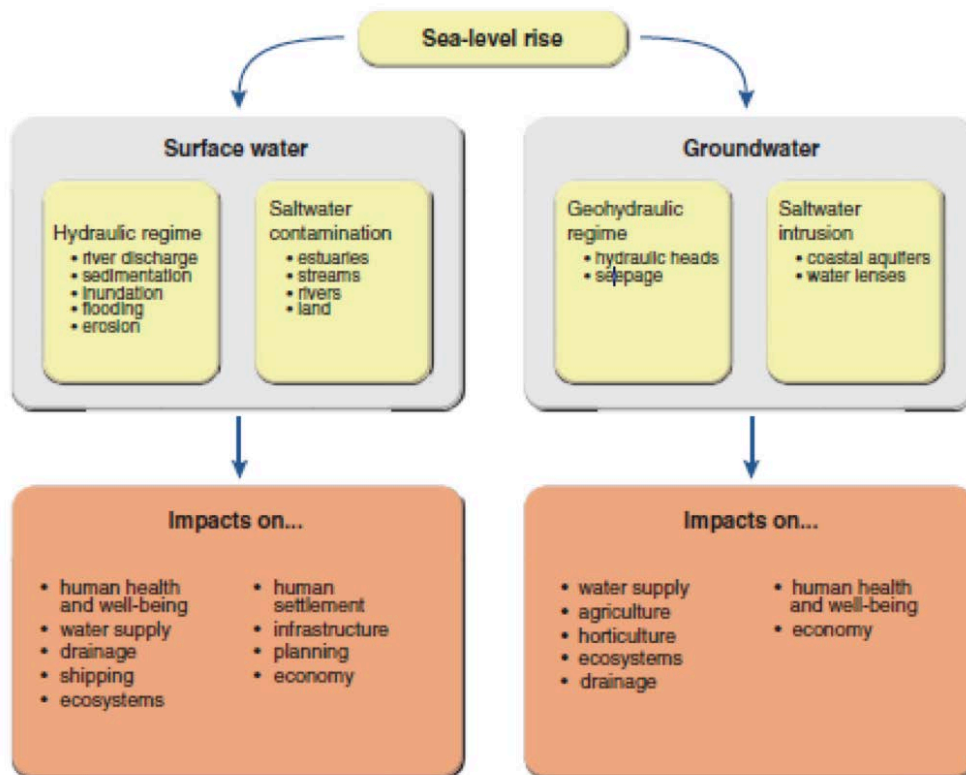 Sea-level rise
Surface water
Hydraulic regime
• river discharge
• sedimentation
• inundation
• flooding
• erosion
Saltwater
contamination
• estuaries
• streams
• rivers
• land
Groundwater
Geohydraulic
regime
• hydraulic heads
• seepage
Saltwater
intrusion
• coastal aquifers
• water lenses
Impacts on...
• human health
and well-being
• water supply
• drainage
• shipping
• ecosystems
• human
settlement
• infrastructure
• planning
• economy
Impacts on...
• water supply
• agriculture
• horticulture
• ecosystems
• drainage
• human health
and well-being
• economy